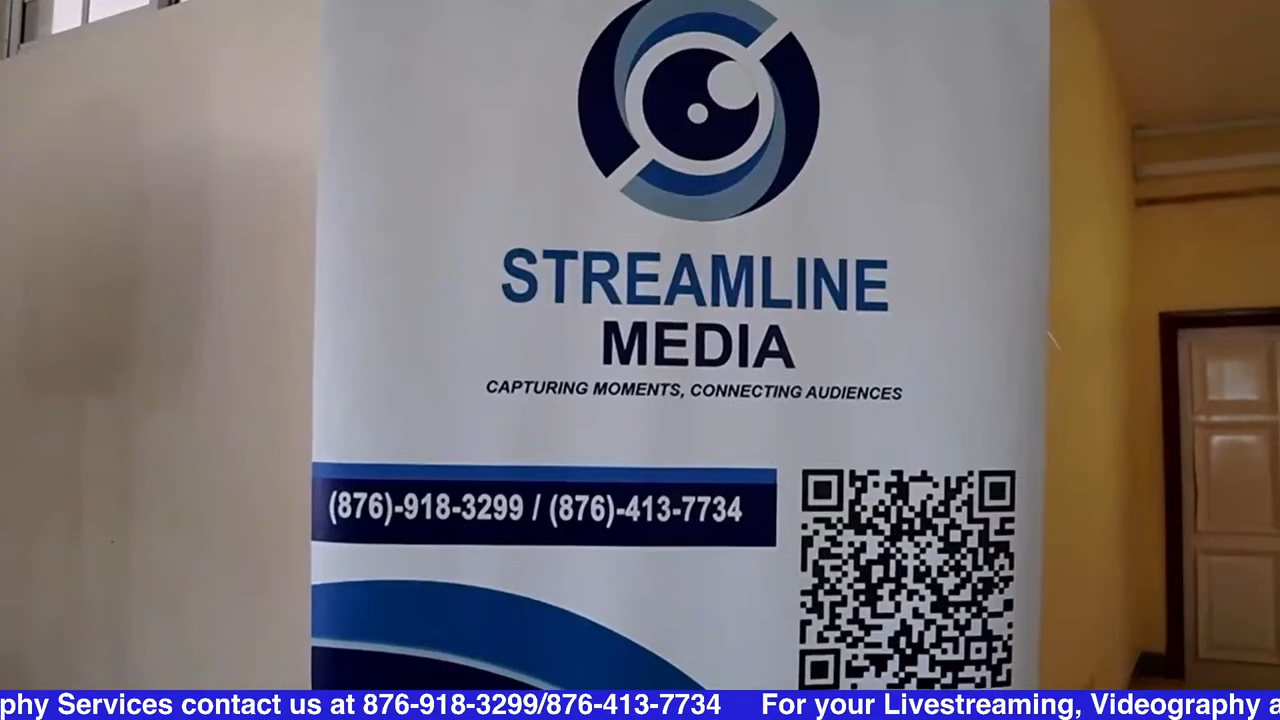 STREAMLINE
MEDIA
CAPTURING MOMENTS, CONNECTING AUDIENCES
(876)-918-3299 / (876)-413-7734
phy Services contact us at 876-918-3299/876-413-7734 For your Livestreaming, Videography a